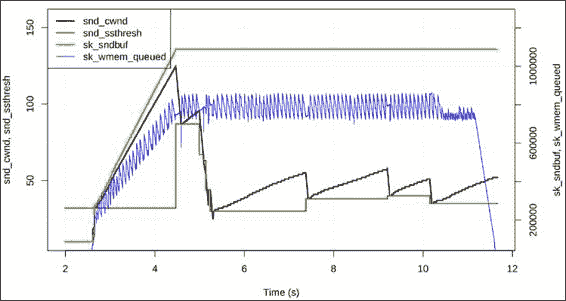 snd_cwnd
snd_ssthresh
sk_sndbuf
sk_wmem_queued
150
100
50
snd_cwnd, snd_ssthresh
1000000
600000
200000
sk_sndbuf, sk_wmem_queued
2 4 6 8 10 12
Time (s)